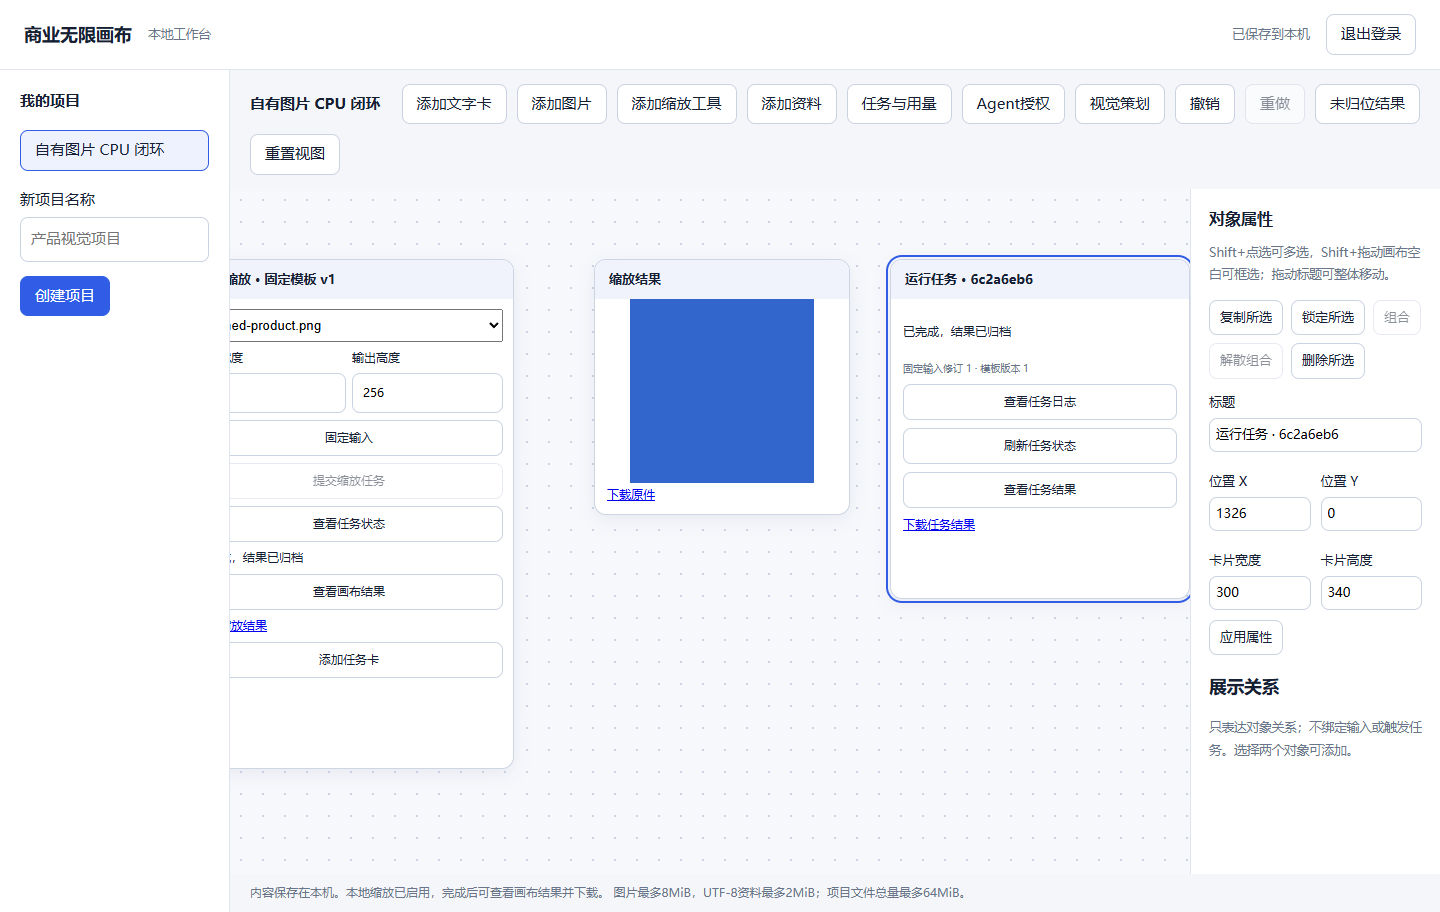 商业无限画布
本地工作台
已保存到本机
退出登录
我的项目
自有图片 CPU 闭环
新项目名称
产品视觉项目
创建项目
自有图片 CPU 闭环
添加文字卡
添加图片
添加缩放工具
添加资料
任务与用量
Agent授权
视觉策划
撤销
重做
未归位结果
重置视图
缩放 • 固定模板 v1
ed-product.png
度
输出高度
256
固定输入
提交缩放任务
查看任务状态
，结果已归档
查看画布结果
放结果
添加任务卡
缩放结果
下载原件
运行任务 • 6c2a6eb6
已完成，结果已归档
固定输入修订 1 · 模板版本 1
查看任务日志
刷新任务状态
查看任务结果
下载任务结果
对象属性
Shift+点选可多选，Shift+拖动画布空
白可框选；拖动标题可整体移动。
复制所选
锁定所选
组合
解散组合
删除所选
标题
运行任务 · 6c2a6eb6
位置 X
位置 Y
1326
0
卡片宽度
卡片高度
300
340
应用属性
展示关系
只表达对象关系；不绑定输入或触发任
务。选择两个对象可添加。
内容保存在本机。本地缩放已启用，完成后可查看画布结果并下载。 图片最多8MiB，UTF-8资料最多2MiB；项目文件总量最多64MiB。